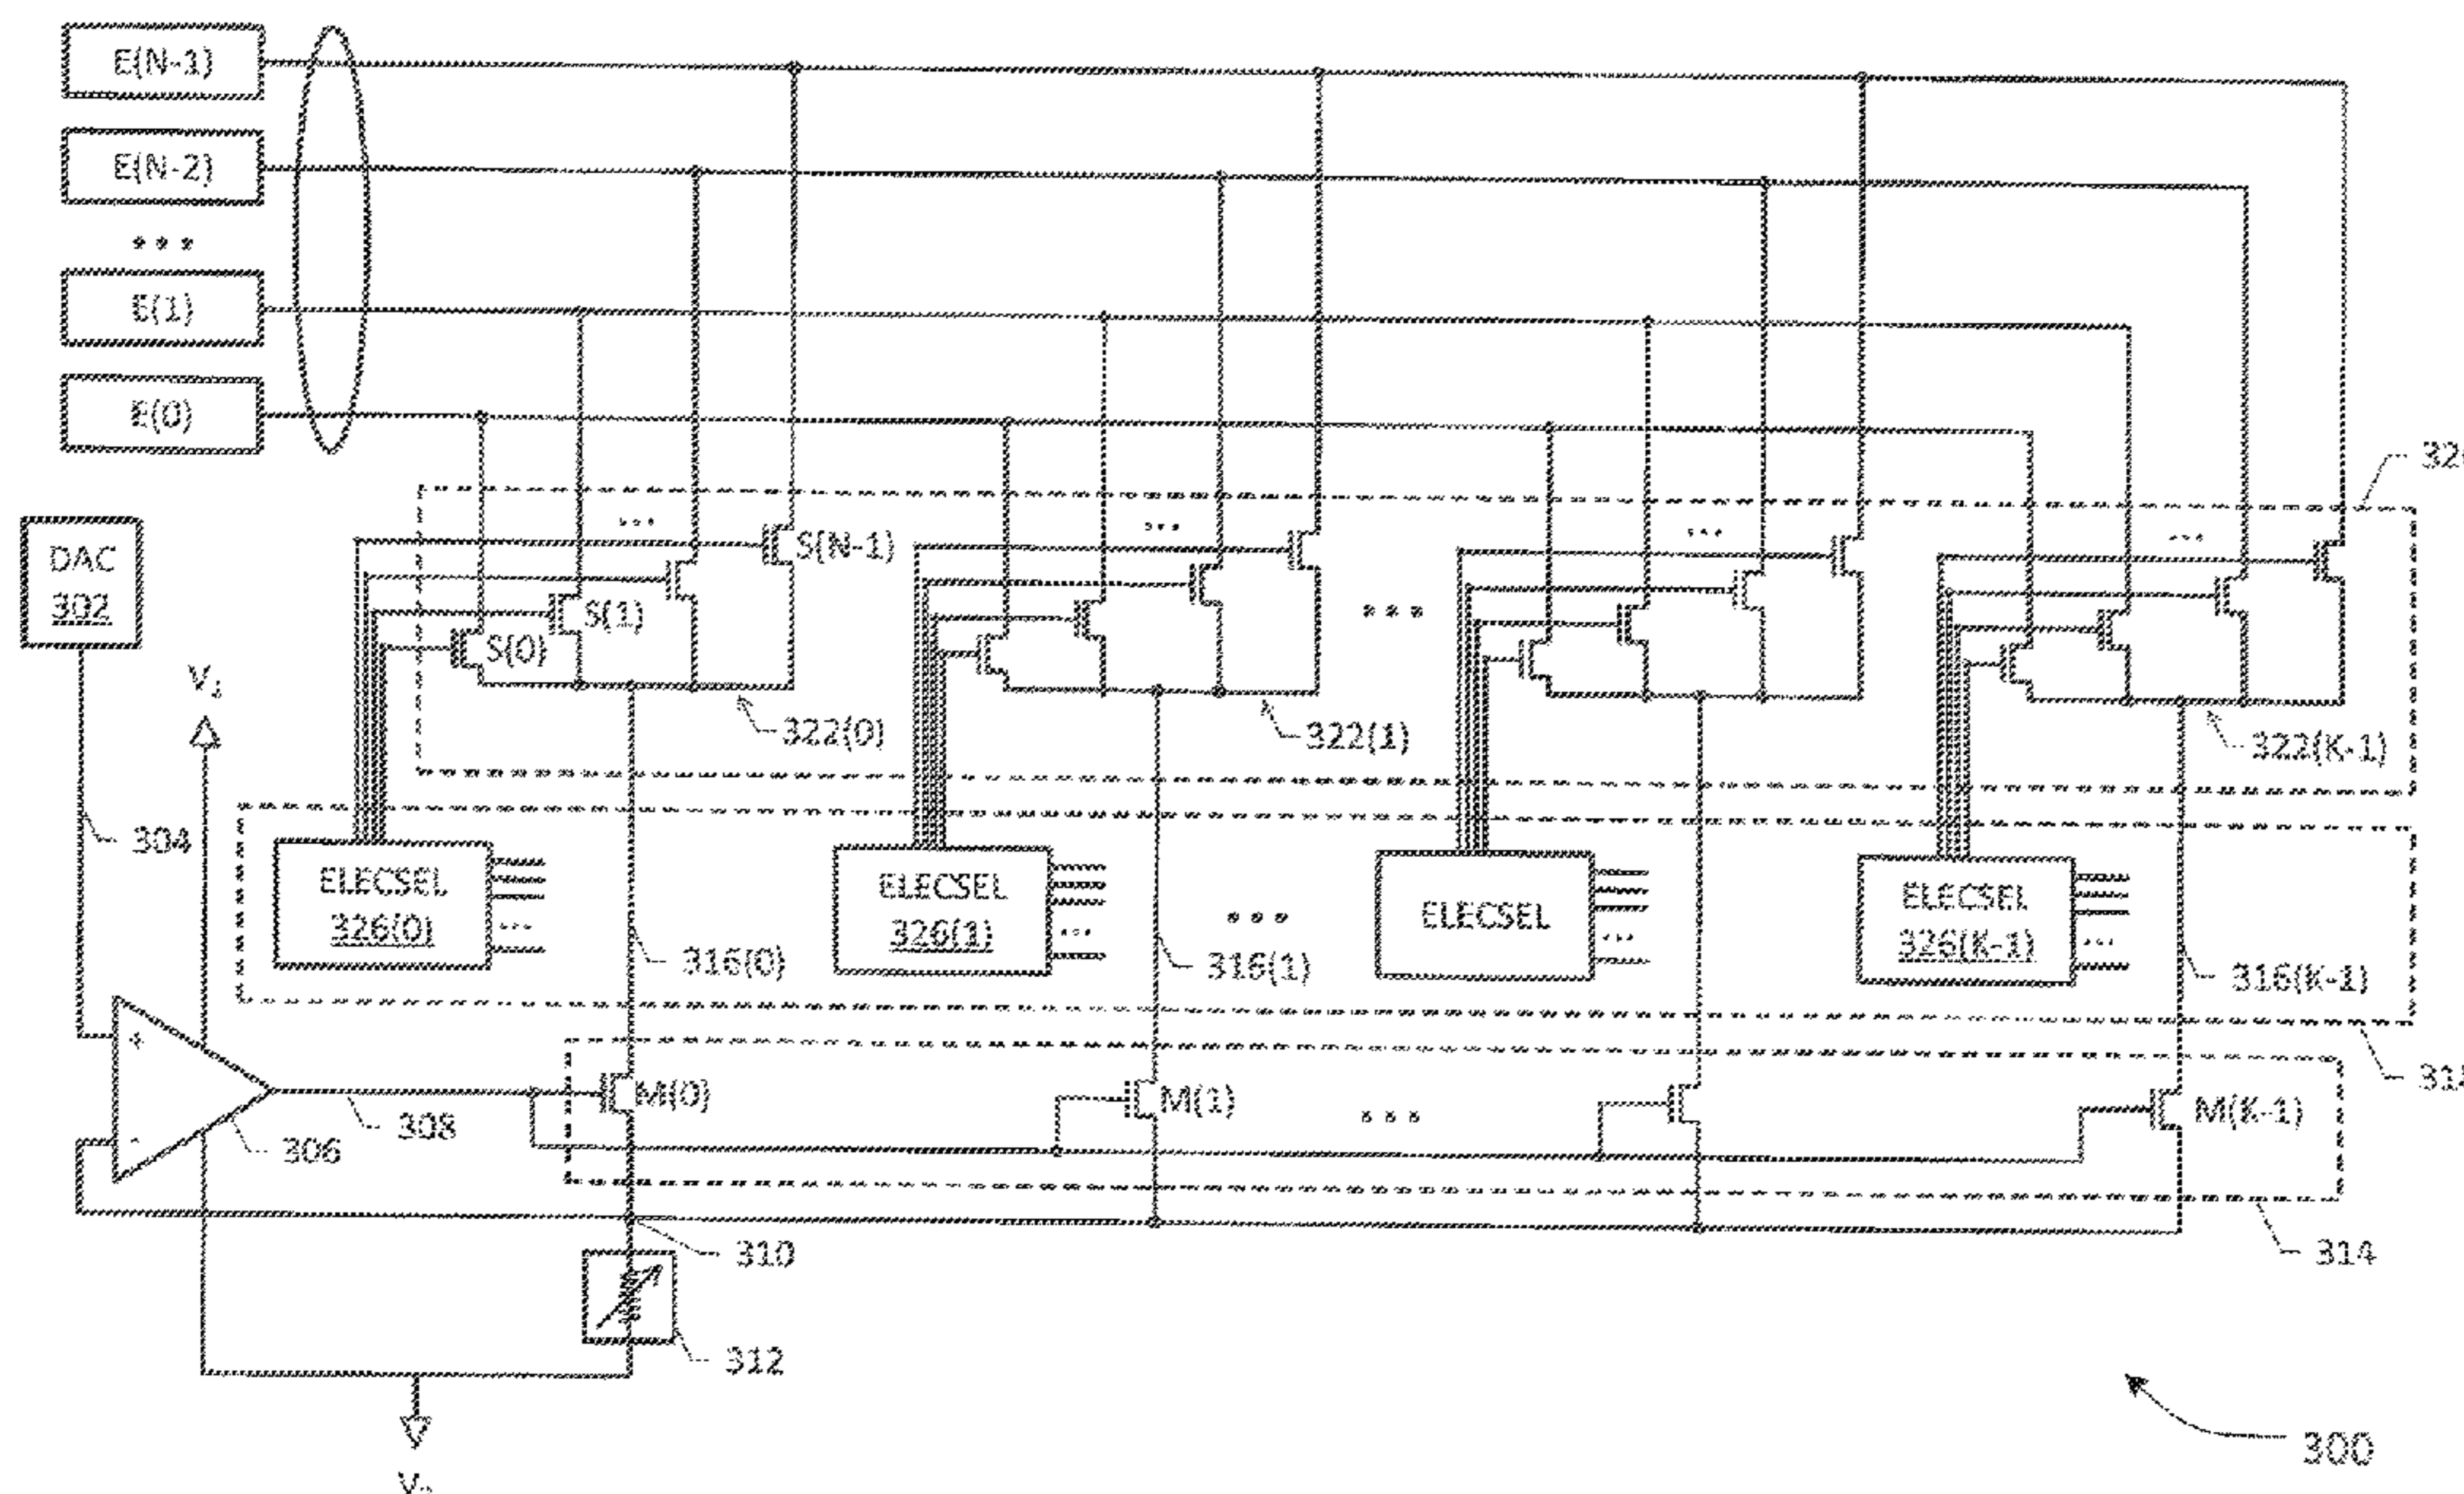 E(N-1)
E(N-2)
...
E(1)
E(0)
DAC
302
S(N-1)
S(1)
S(0)
...
...
...
...
...
322(0)
322(1)
322(K-1)
304
ELECSEL
326(0)
...
ELECSEL
326(1)
...
...
ELECSEL
...
ELECSEL
326(K-1)
...
316(0)
316(1)
316(K-1)
+
-
306
308
M(0)
M(1)
...
M(K-1)
310
314
312
300